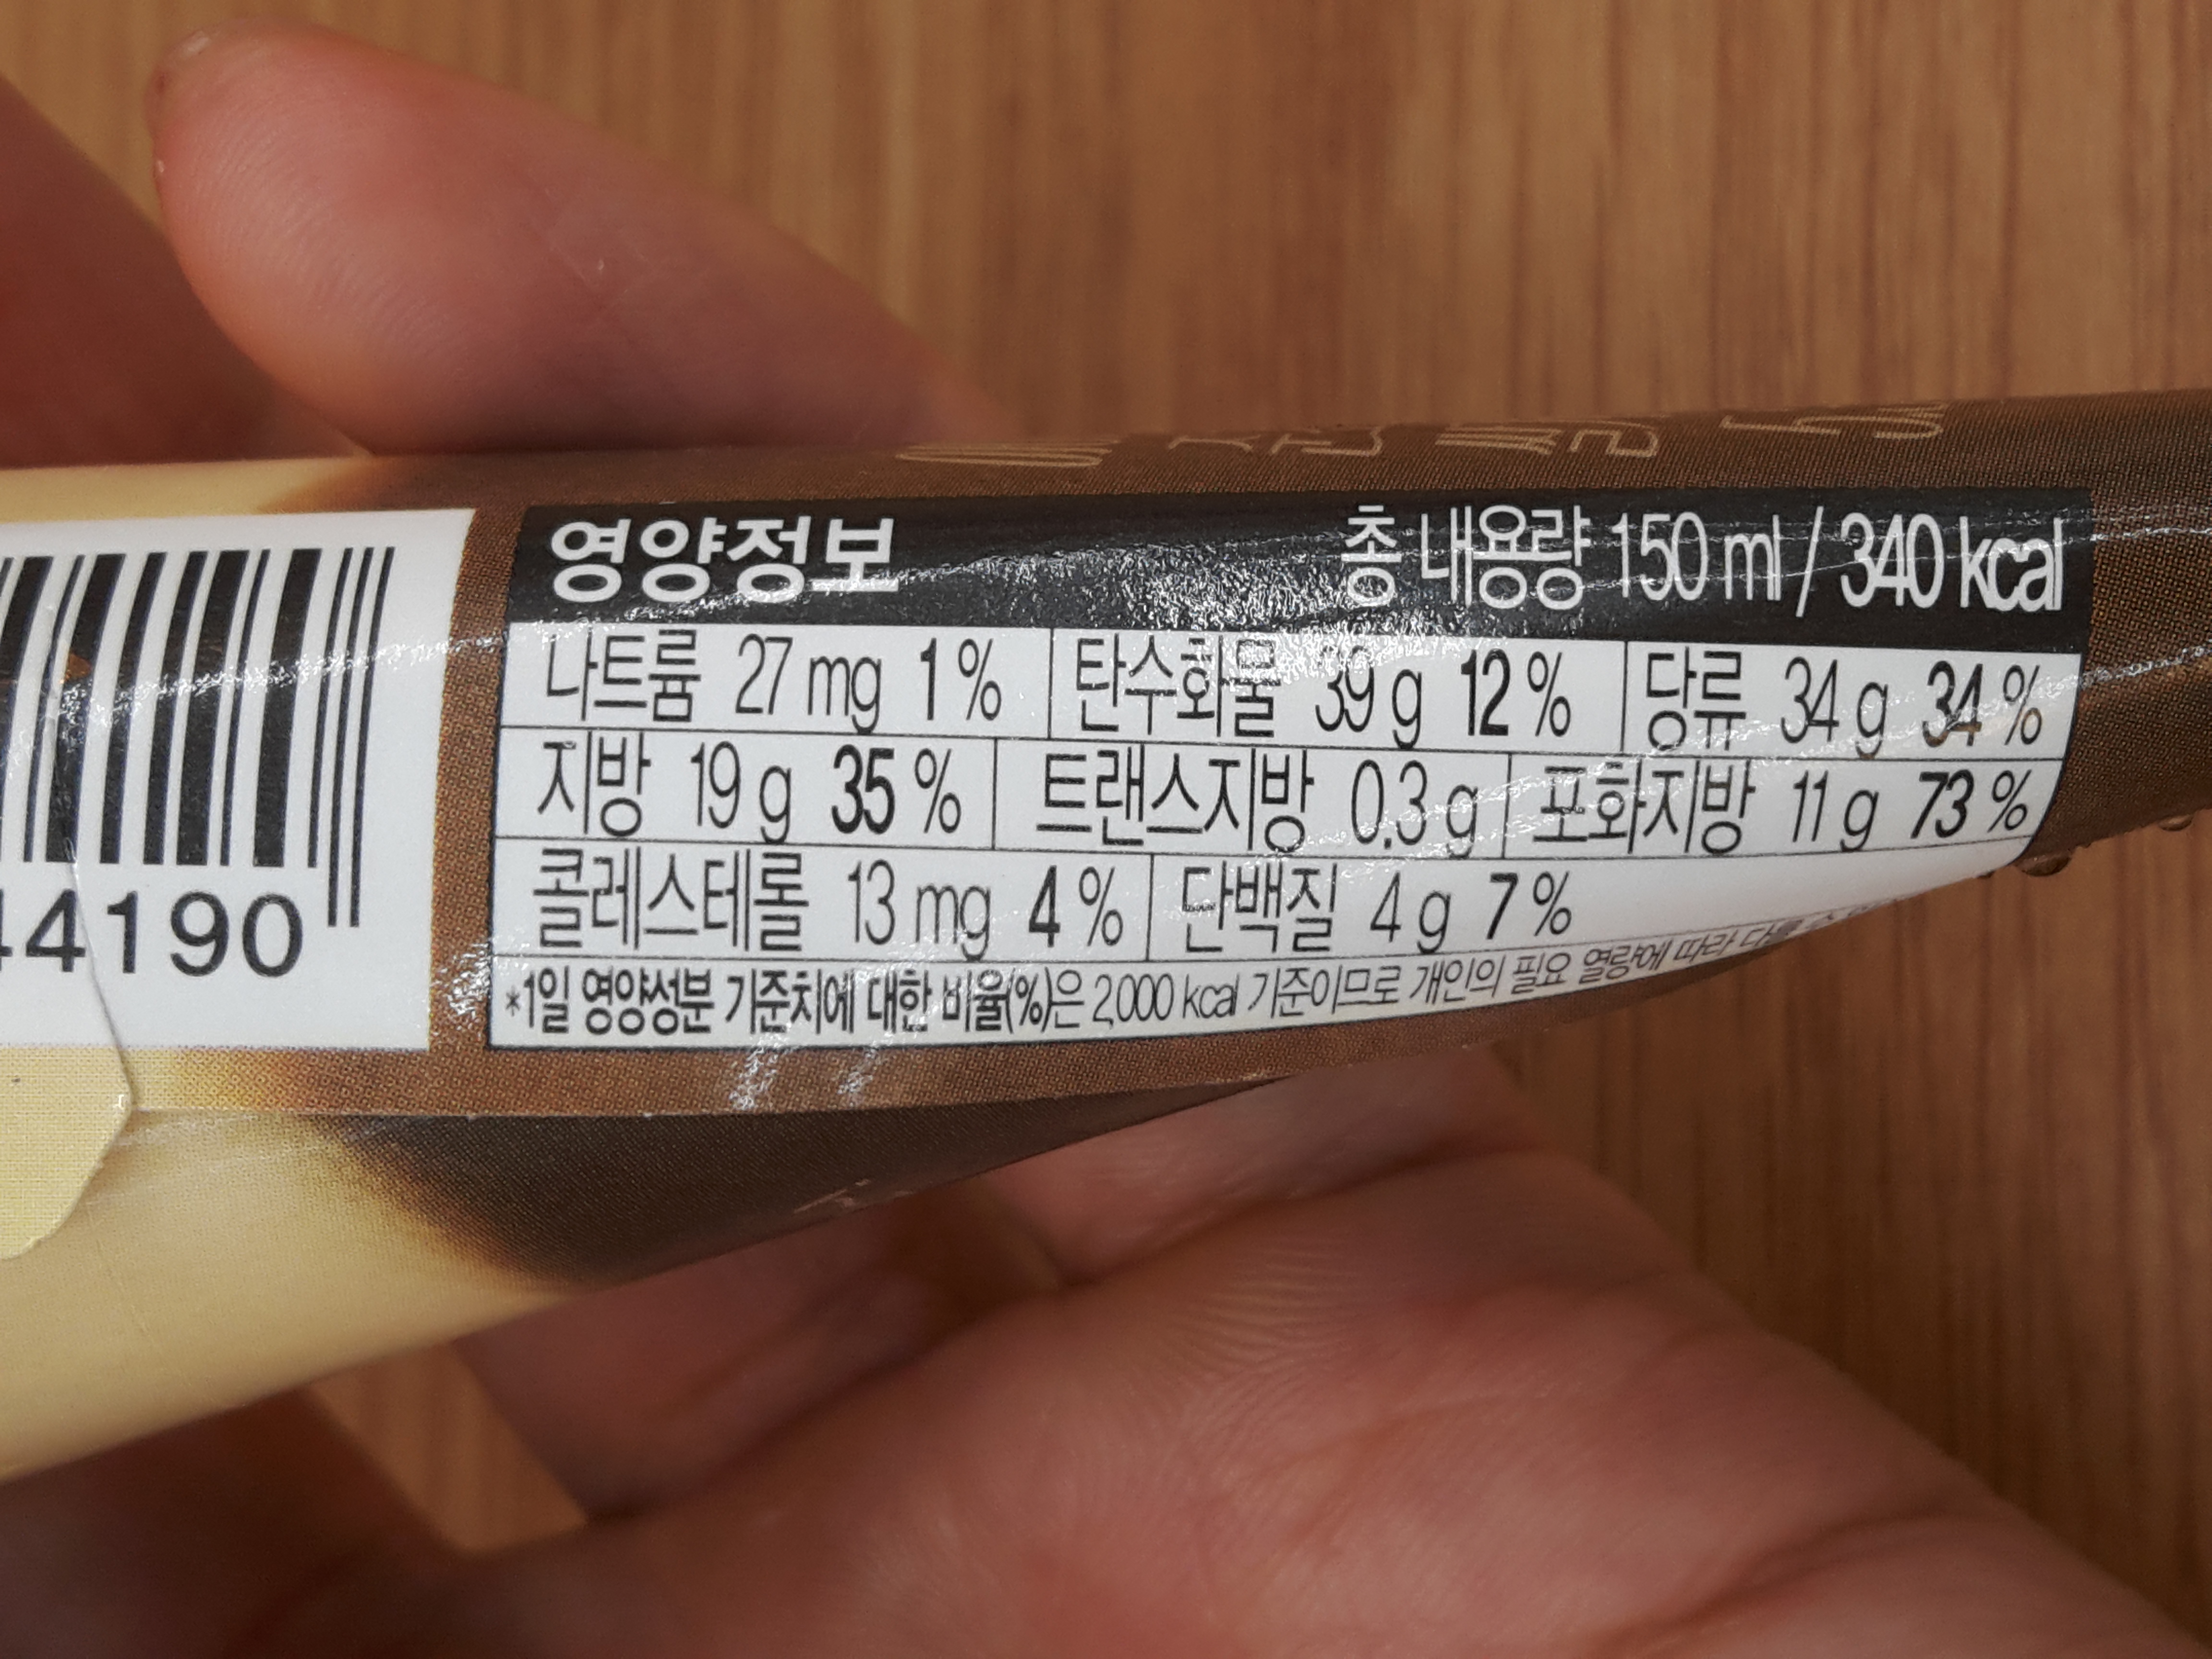 영양정보 총 내용량 150 ml / 340 kcal
나트륨 27 mg 1 % 탄수화물 39 g 12 % 당류 34 g 34 %
지방 19 g 35 % 트랜스지방 0.3 g 포화지방 11 g 73 %
콜레스테롤 13 mg 4 % 단백질 4 g 7 %
*1일 영양성분 기준치에 대한 비율(%)은 2,000 kcal 기준이므로 개인의 필요 열량에 따라
44190